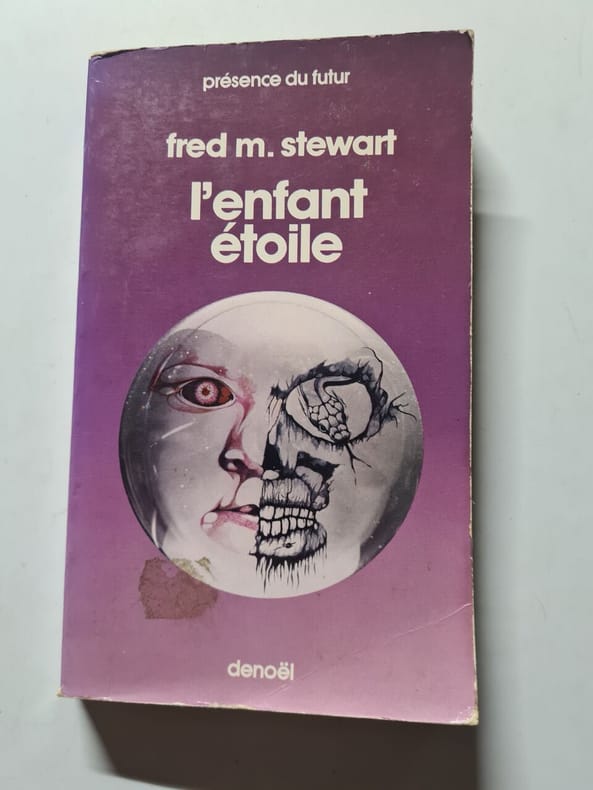 présence du futur
fred m. stewart
l'enfant
étoile
denoël